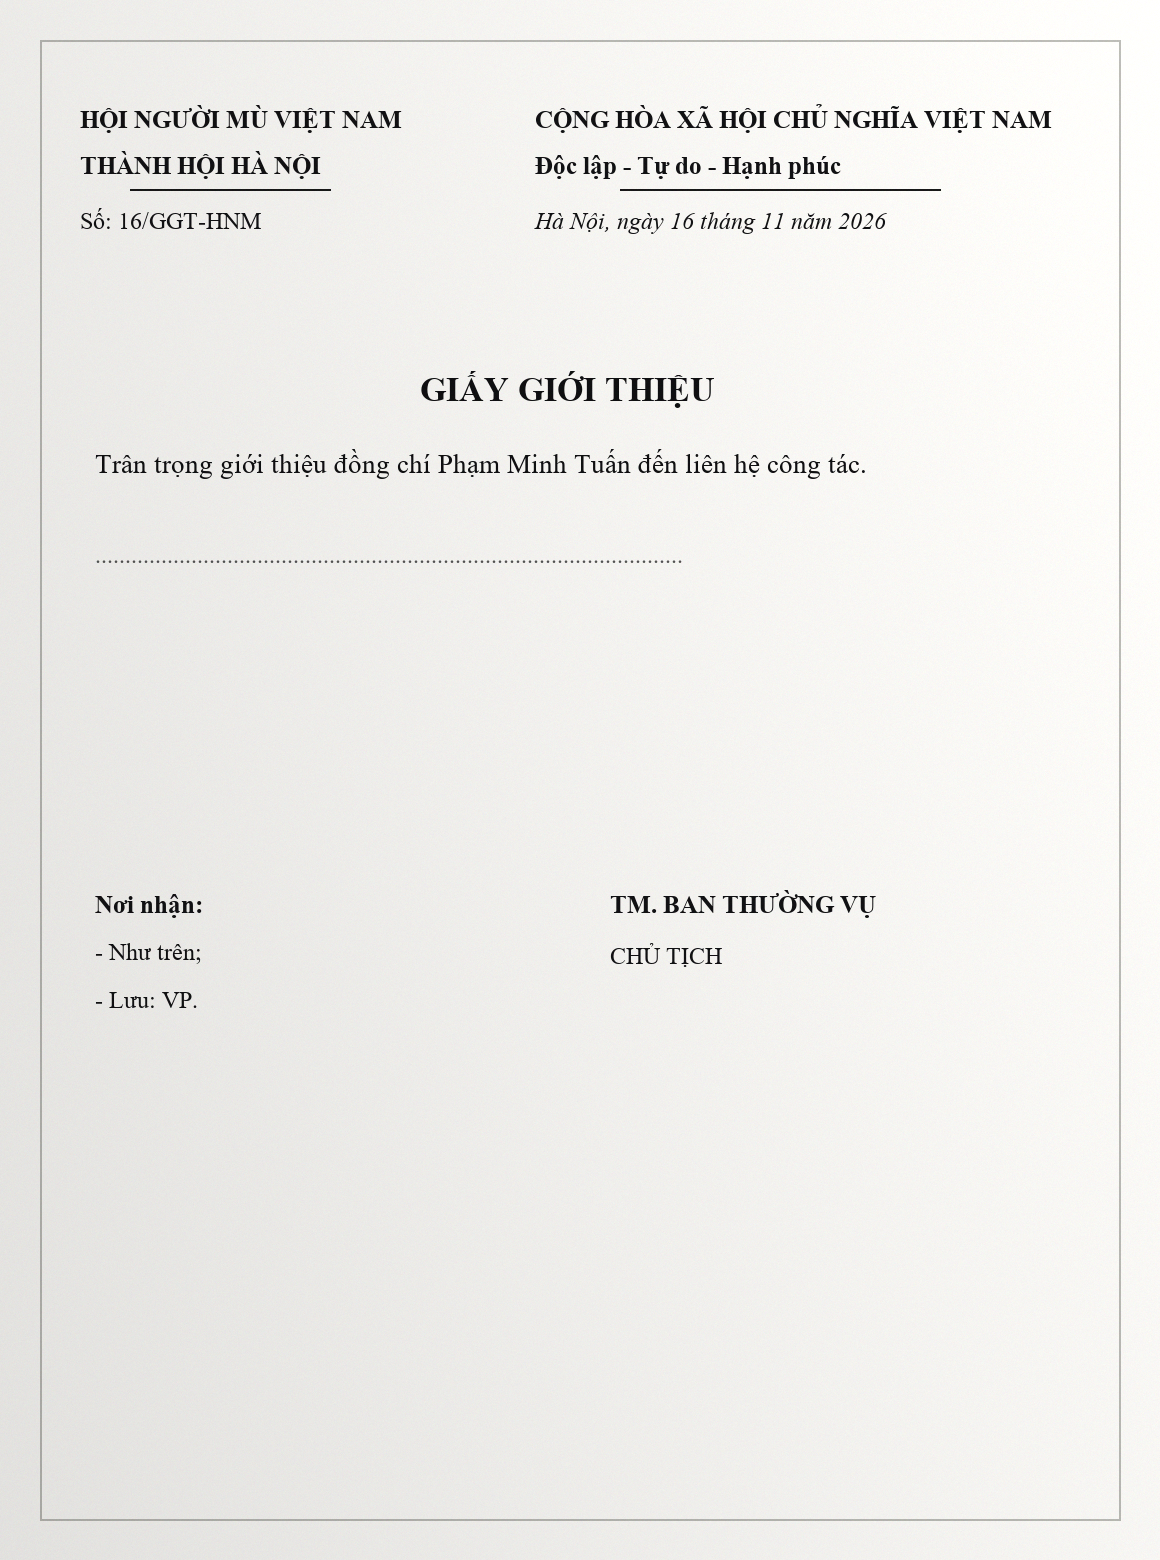 HỘI NGƯỜI MÙ VIỆT NAM
THÀNH HỘI HÀ NỘI
Số: 16/GGT-HNM
CỘNG HÒA XÃ HỘI CHỦ NGHĨA VIỆT NAM
Độc lập - Tự do - Hạnh phúc
Hà Nội, ngày 16 tháng 11 năm 2026
GIẤY GIỚI THIỆU
Trân trọng giới thiệu đồng chí Phạm Minh Tuấn đến liên hệ công tác.
..................................................................................................
Nơi nhận:
- Như trên;
- Lưu: VP.
TM. BAN THƯỜNG VỤ
CHỦ TỊCH